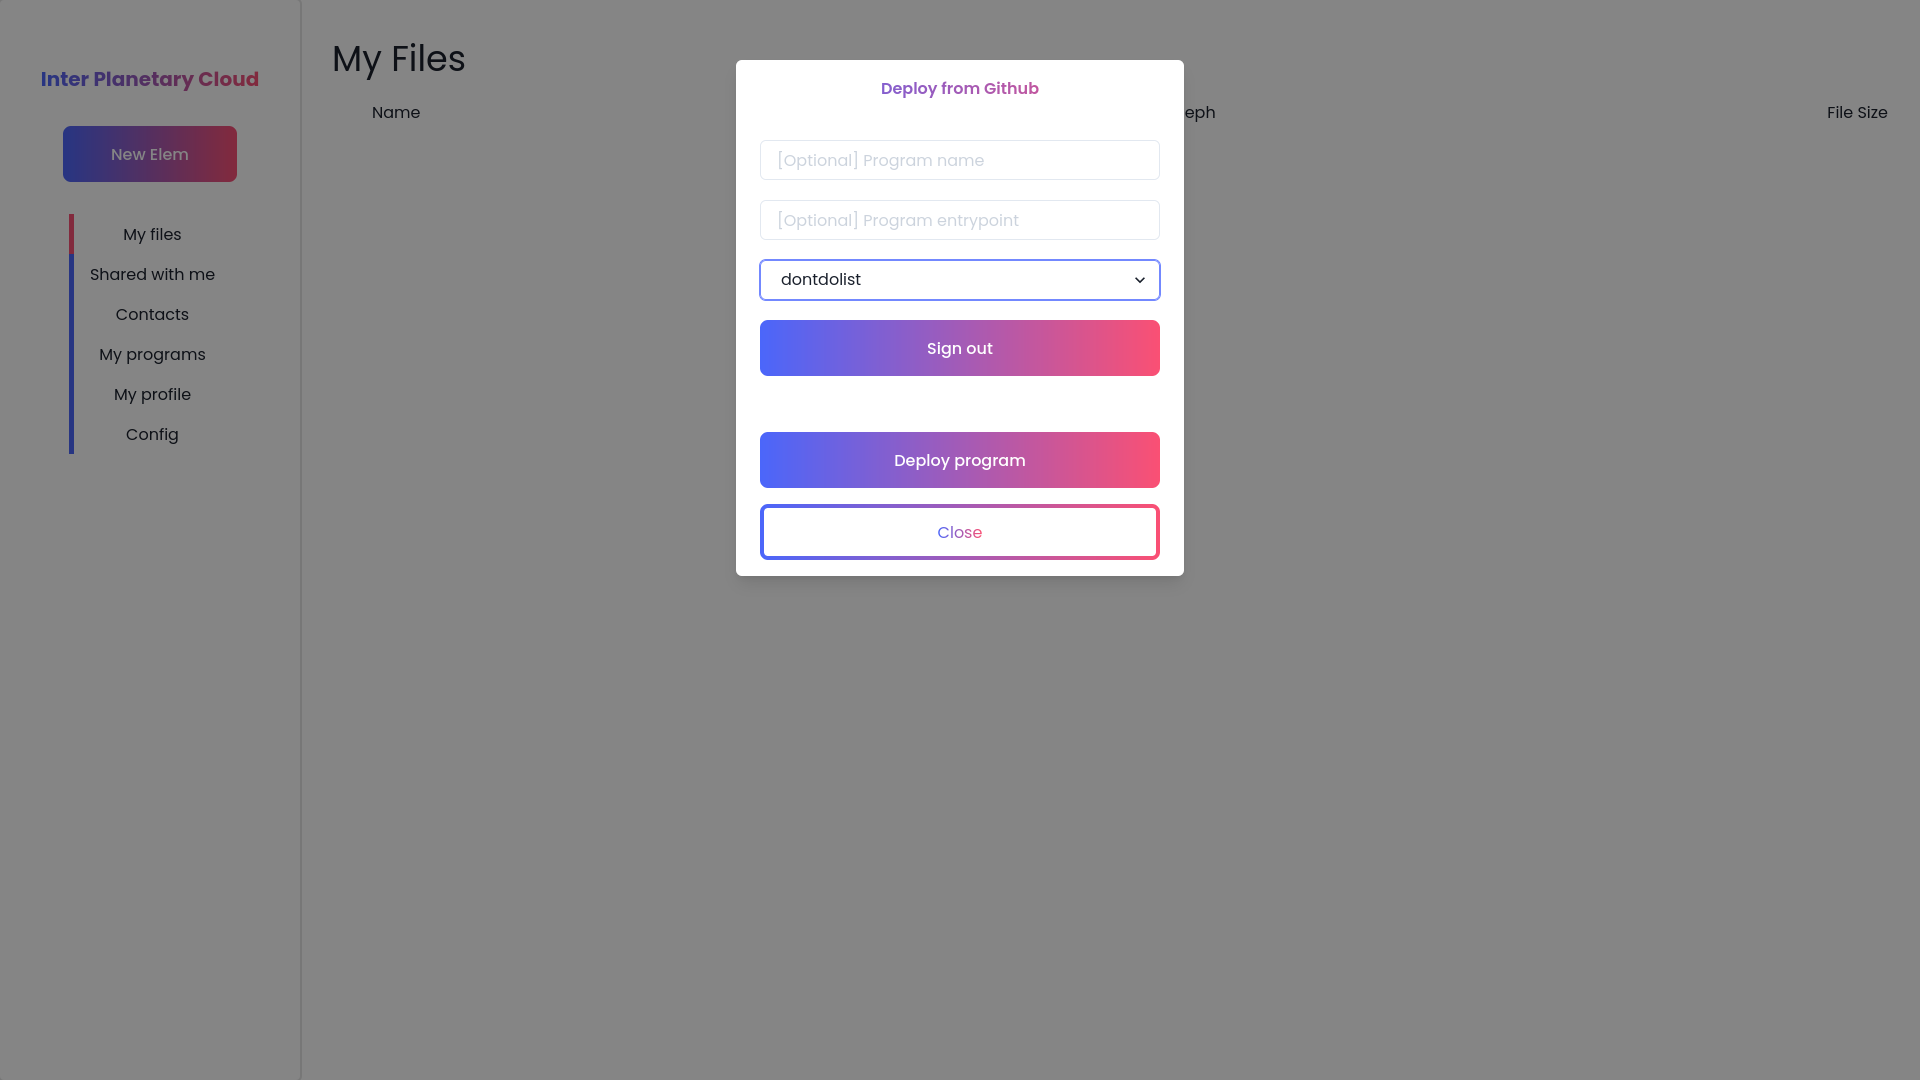 Inter Planetary Cloud
New Elem
My files
Shared with me
Contacts
My programs
My profile
Config
My Files
Name
eph
File Size
Deploy from Github
[Optional] Program name
[Optional] Program entrypoint
dontdolist
Sign out
Deploy program
Close